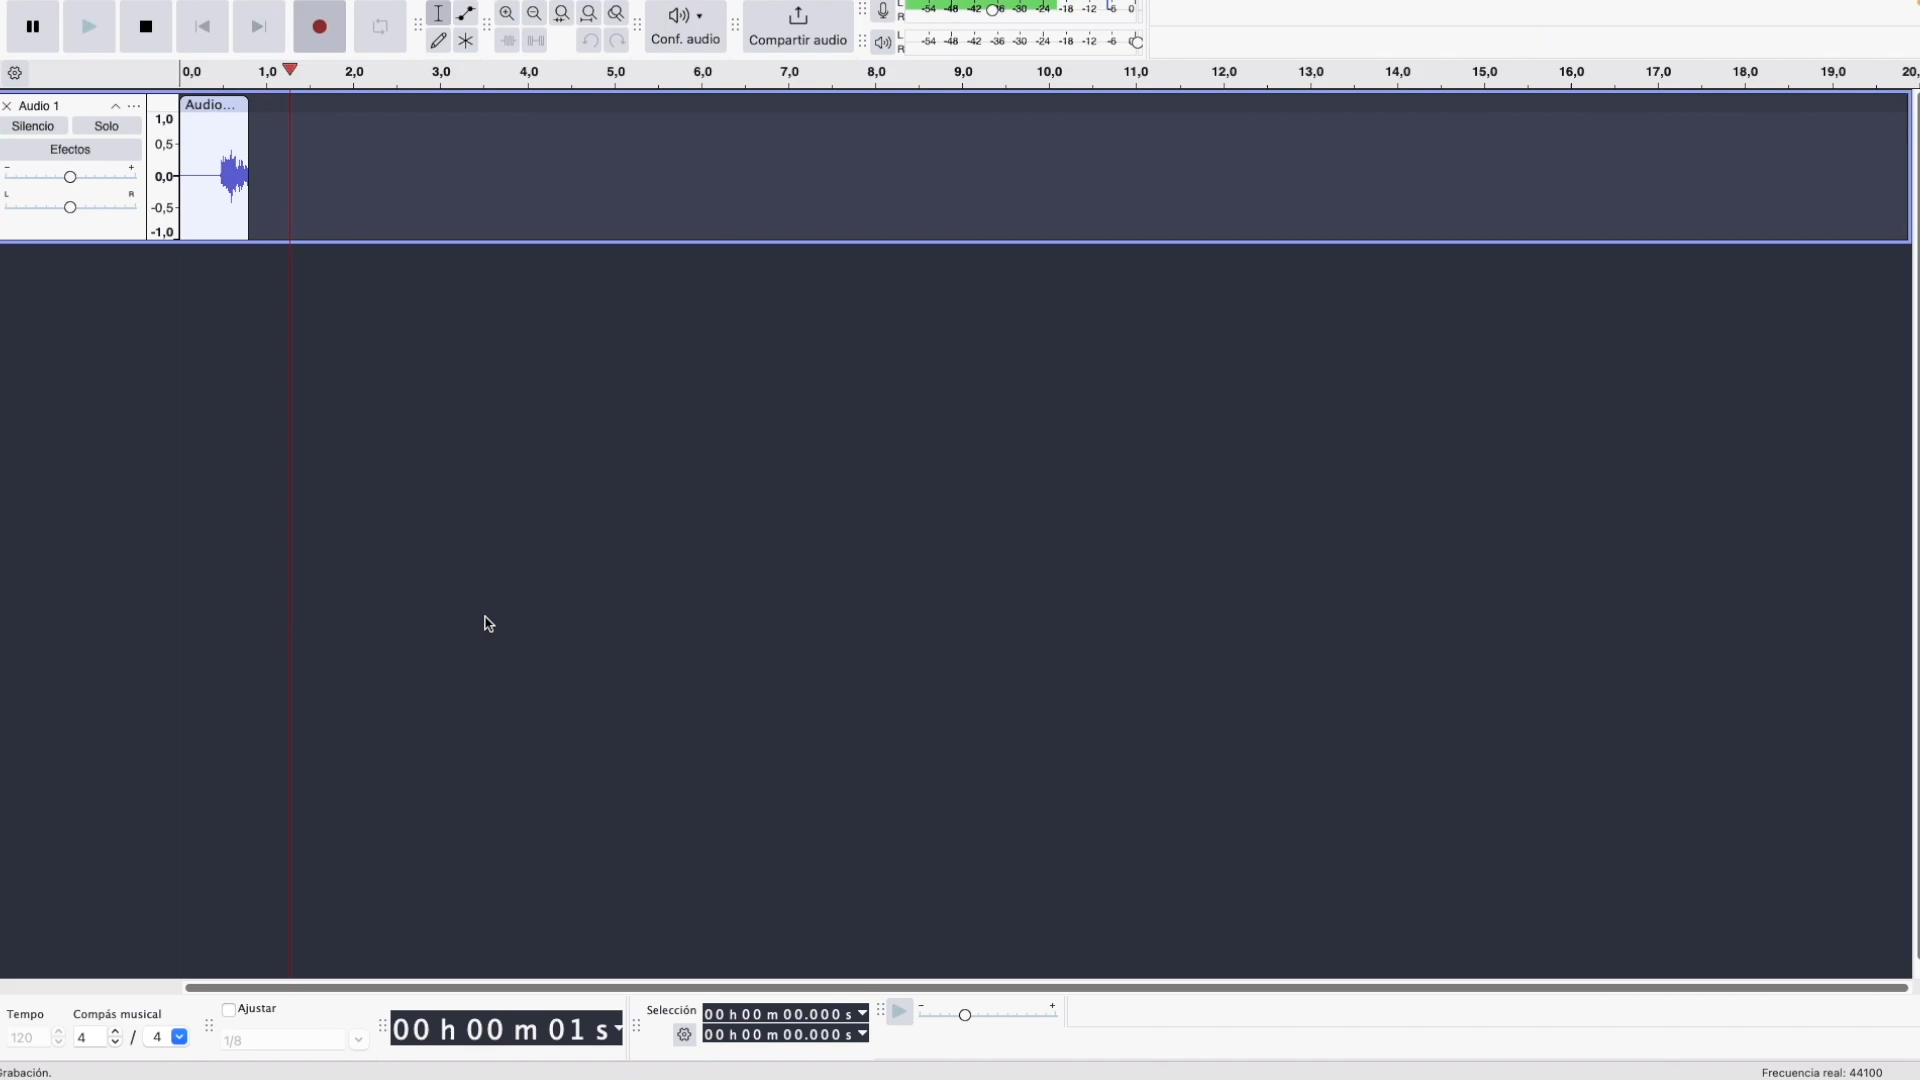 L
-54 -48 -42 -36 -30 -24 -18 -12 -6 0
R
Conf. audio
Compartir audio
L
-54 -48 -42 -36 -30 -24 -18 -12 -6
R
0,0 1,0 2,0 3,0 4,0 5,0 6,0 7,0 8,0 9,0 10,0 11,0 12,0 13,0 14,0 15,0 16,0 17,0 18,0 19,0 20,
Audio 1
Audio...
Silencio Solo
Efectos
- +
L R
1,0
0,5
0,0
-0,5
-1,0
Tempo
120
Compás musical
4 / 4
Ajustar
1/8
00 h 00 m 01 s
Selección
00 h 00 m 00.000 s
00 h 00 m 00.000 s
- +
Grabación.
Frecuencia real: 44100